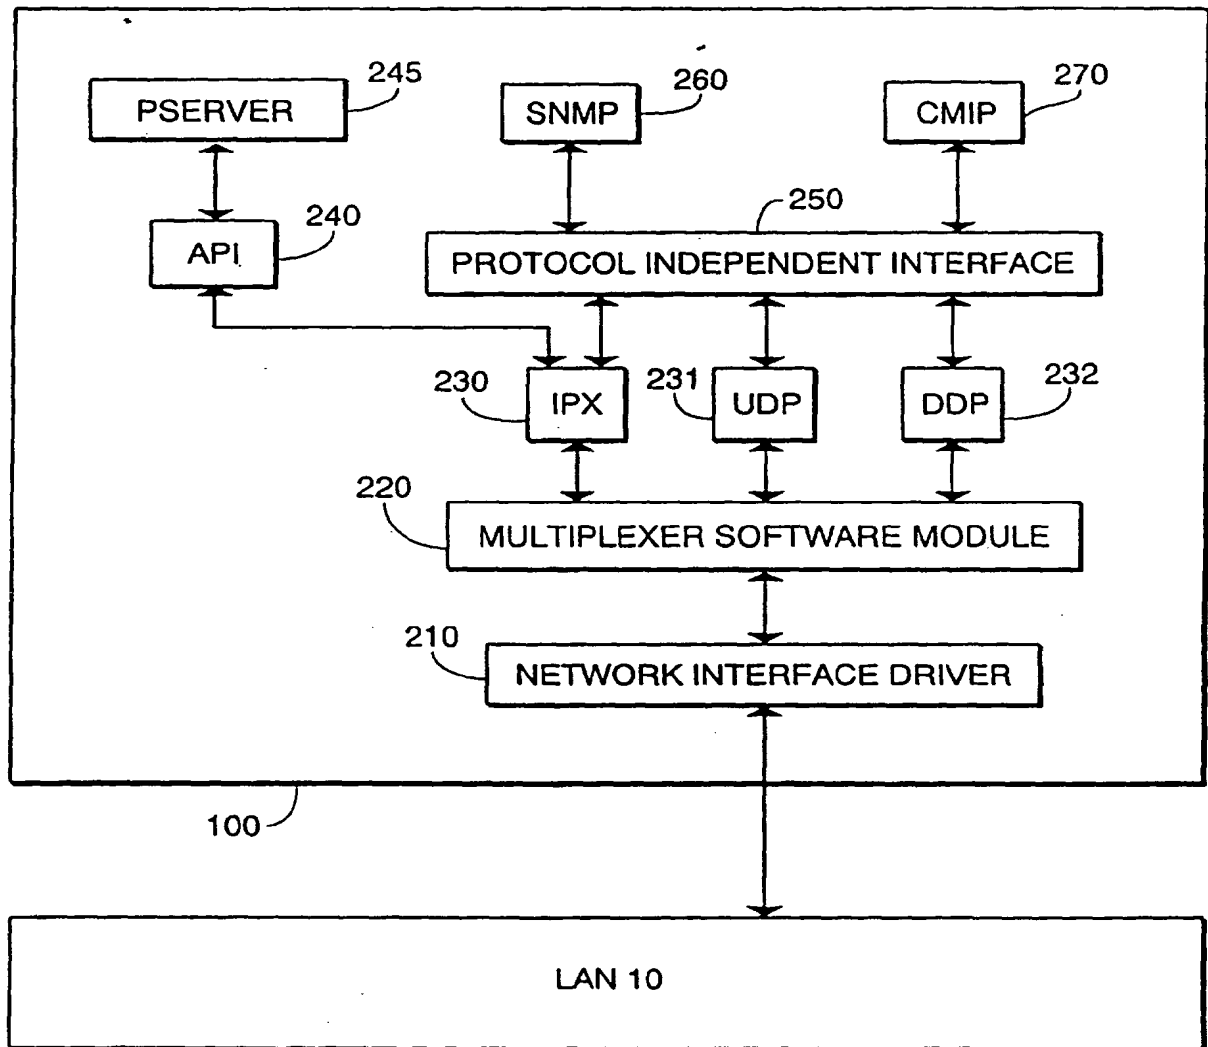 245
PSERVER
260
SNMP
270
CMIP
240
API
250
PROTOCOL INDEPENDENT INTERFACE
230
IPX
231
UDP
232
DDP
220
MULTIPLEXER SOFTWARE MODULE
210
NETWORK INTERFACE DRIVER
100
LAN 10